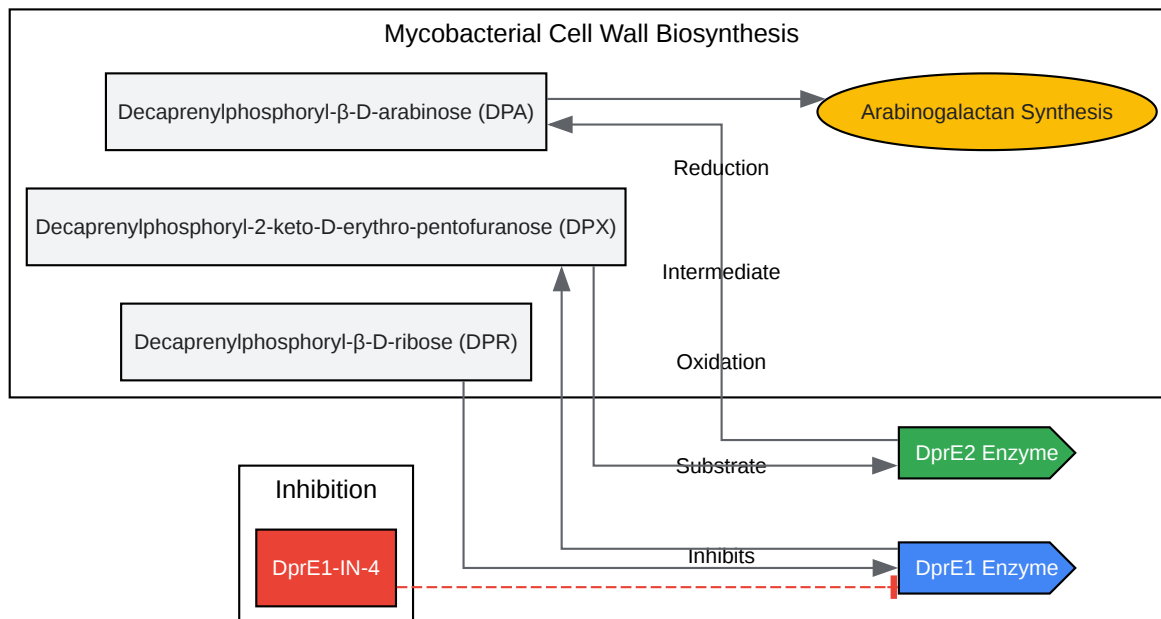 Mycobacterial Cell Wall Biosynthesis
Decaprenylphosphoryl-β-D-arabinose (DPA)
Arabinogalactan Synthesis
Reduction
Decaprenylphosphoryl-2-keto-D-erythro-pentofuranose (DPX)
Intermediate
Decaprenylphosphoryl-β-D-ribose (DPR)
Oxidation
DprE2 Enzyme
Substrate
Inhibition
Inhibits
DprE1-IN-4
DprE1 Enzyme